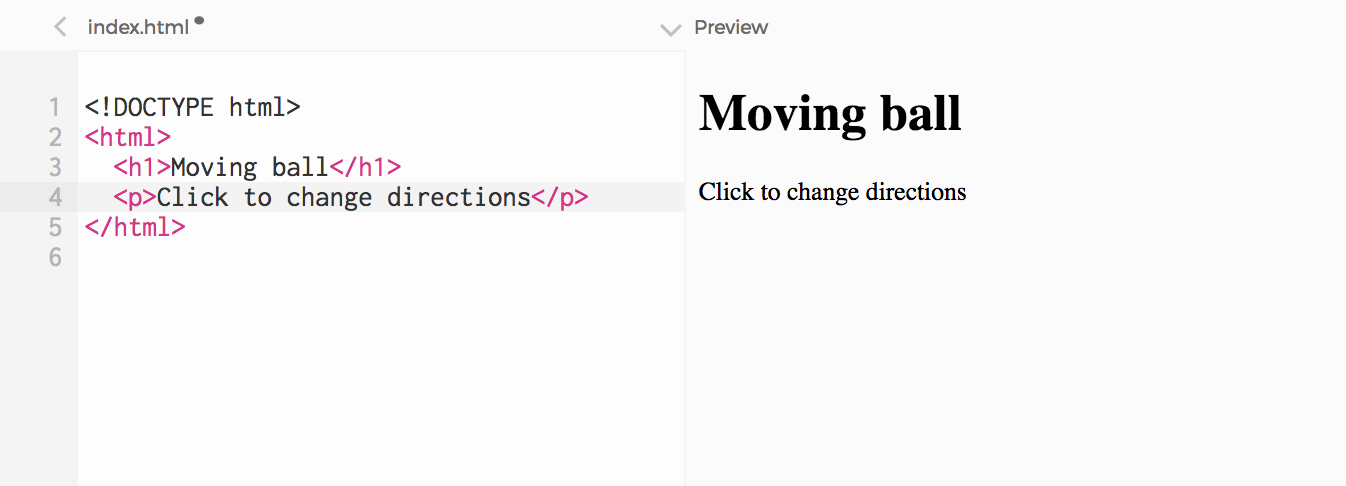 index.html
Preview
1 <!DOCTYPE html>
2 <html>
3 <h1>Moving ball</h1>
4 <p>Click to change directions</p>
5 </html>
6
Moving ball
Click to change directions